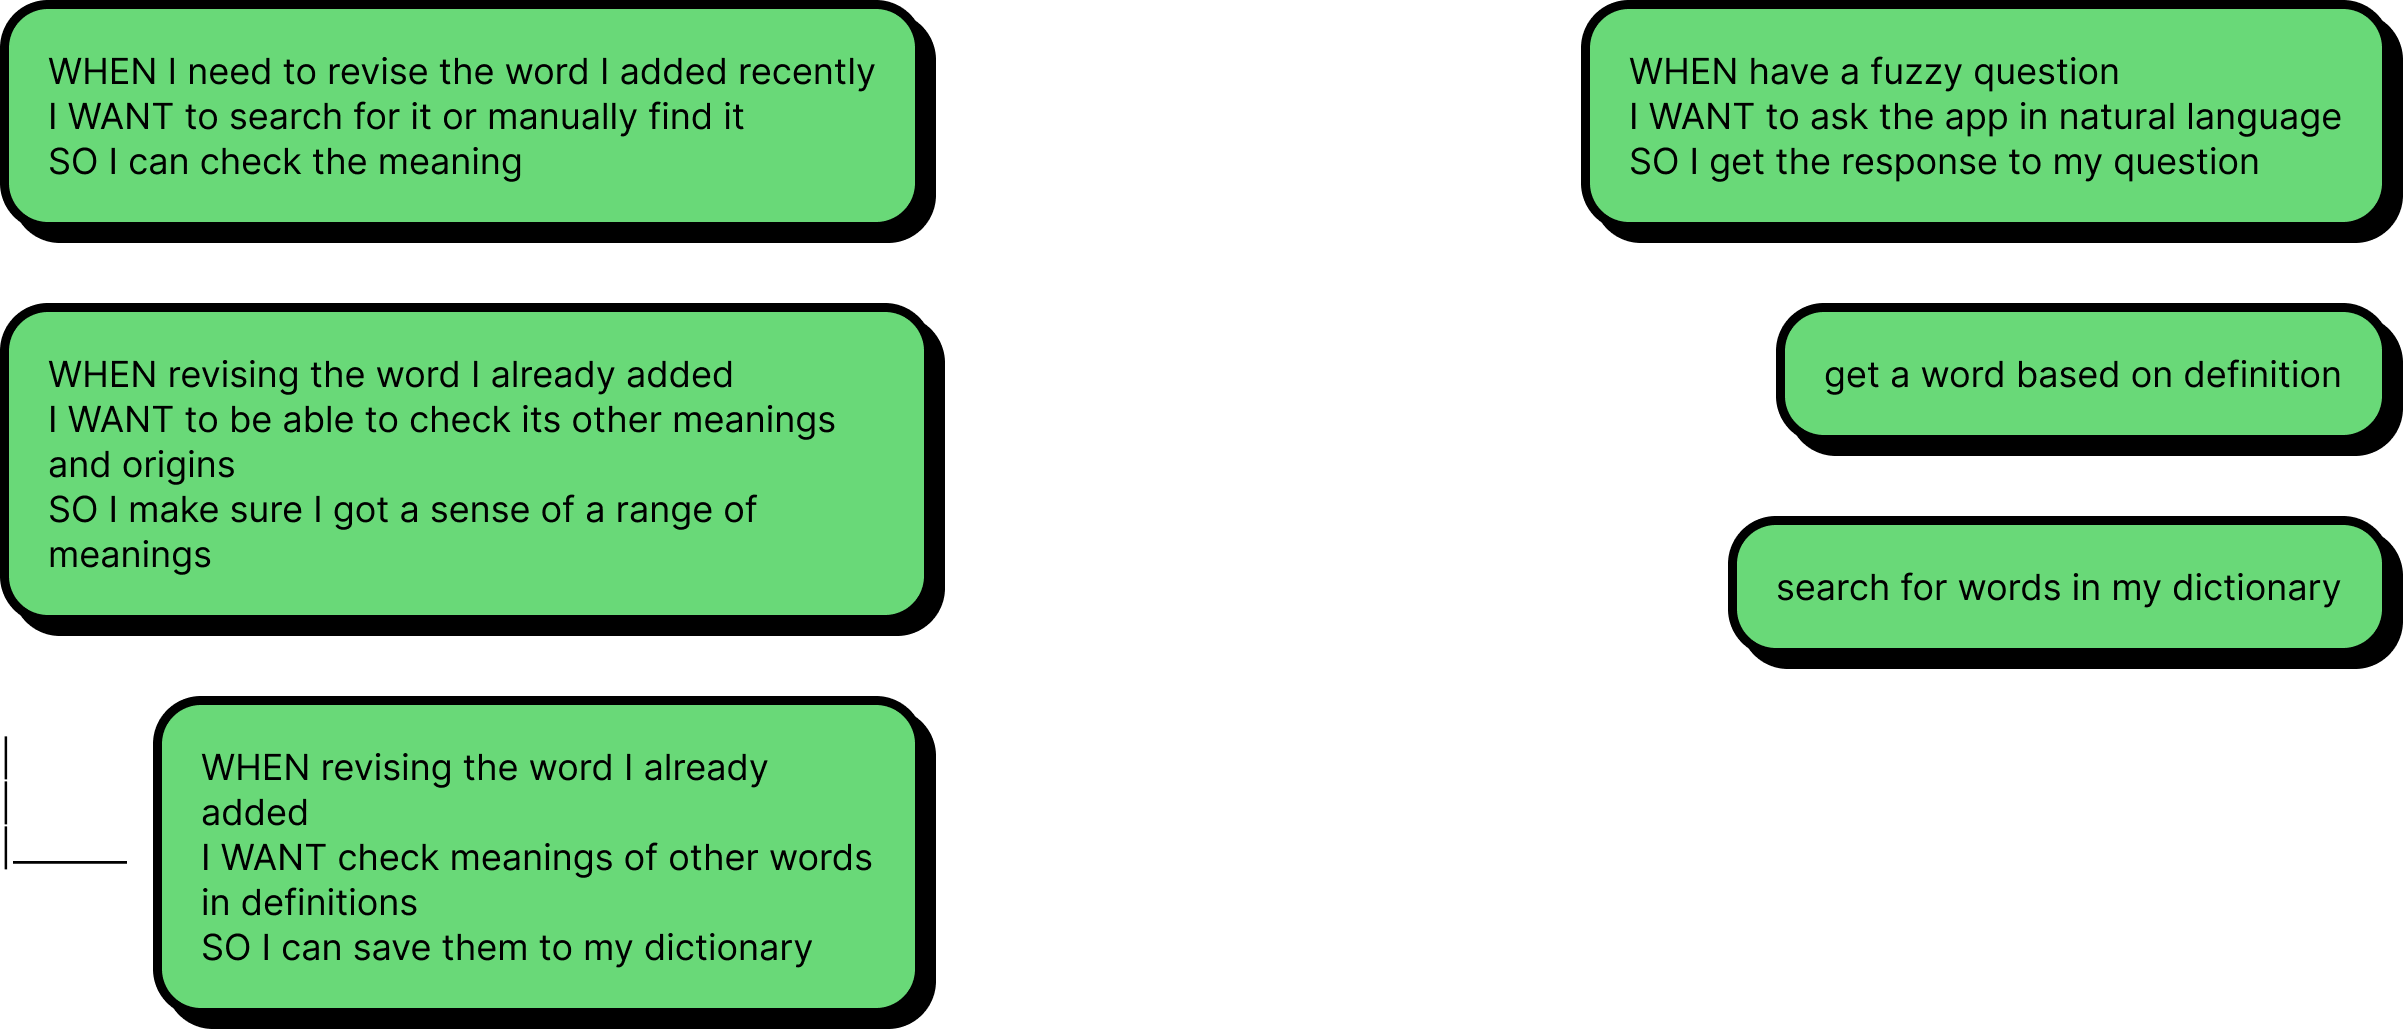 WHEN I need to revise the word I added recently
I WANT to search for it or manually find it
SO I can check the meaning
WHEN revising the word I already added
I WANT to be able to check its other meanings
and origins
SO I make sure I got a sense of a range of
meanings
WHEN revising the word I already
added
I WANT check meanings of other words
in definitions
SO I can save them to my dictionary
WHEN have a fuzzy question
I WANT to ask the app in natural language
SO I get the response to my question
get a word based on definition
search for words in my dictionary